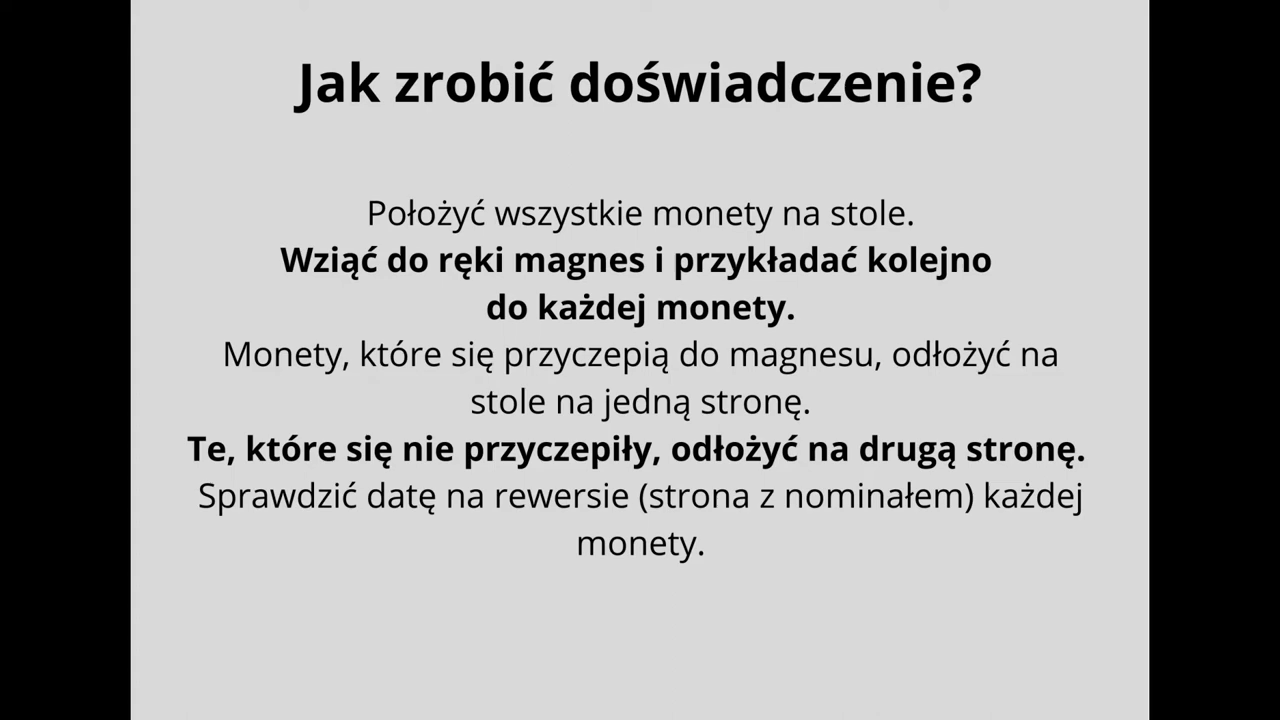 Jak zrobić doświadczenie?
Położyć wszystkie monety na stole.
Wziąć do ręki magnes i przykładać kolejno
do każdej monety.
Monety, które się przyczepią do magnesu, odłożyć na
stole na jedną stronę.
Te, które się nie przyczepiły, odłożyć na drugą stronę.
Sprawdzić datę na rewersie (strona z nominałem) każdej
monety.